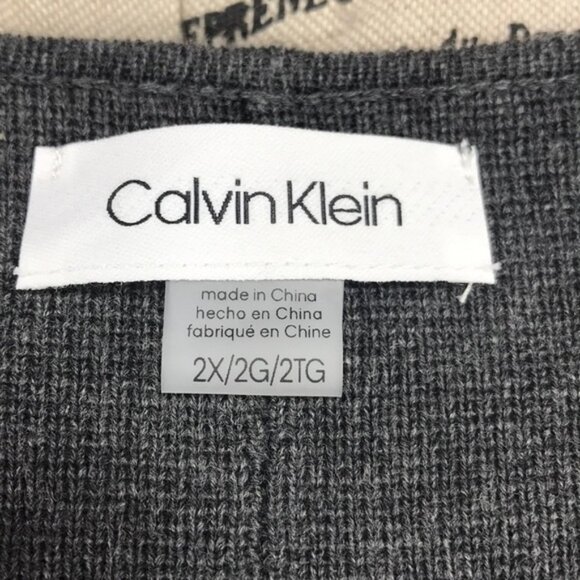 Calvin Klein
made in China
hecho en China
fabriqué en Chine
2X/2G/2TG